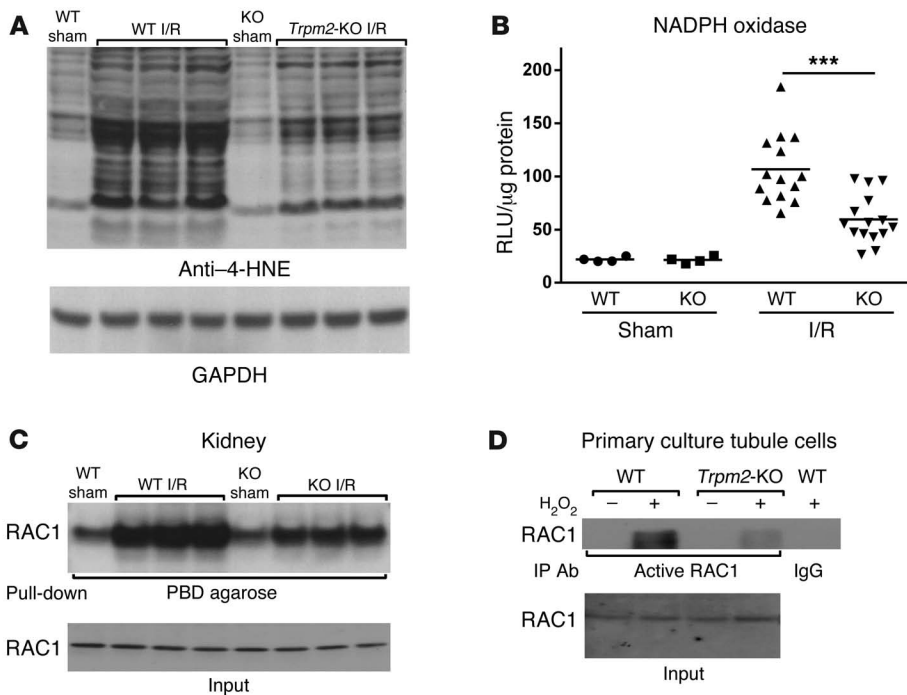 A
WT sham
WT I/R
KO sham
Trpm2-KO I/R
Anti–4-HNE
GAPDH
B
NADPH oxidase
RLU/μg protein
200
150
100
50
0
***
WT
KO
WT
KO
Sham
I/R
C
Kidney
WT sham
WT I/R
KO sham
KO I/R
RAC1
Pull-down
PBD agarose
RAC1
Input
D
Primary culture tubule cells
WT
Trpm2-KO
WT
H₂O₂
–
+
–
+
+
RAC1
IP Ab
Active RAC1
IgG
RAC1
Input